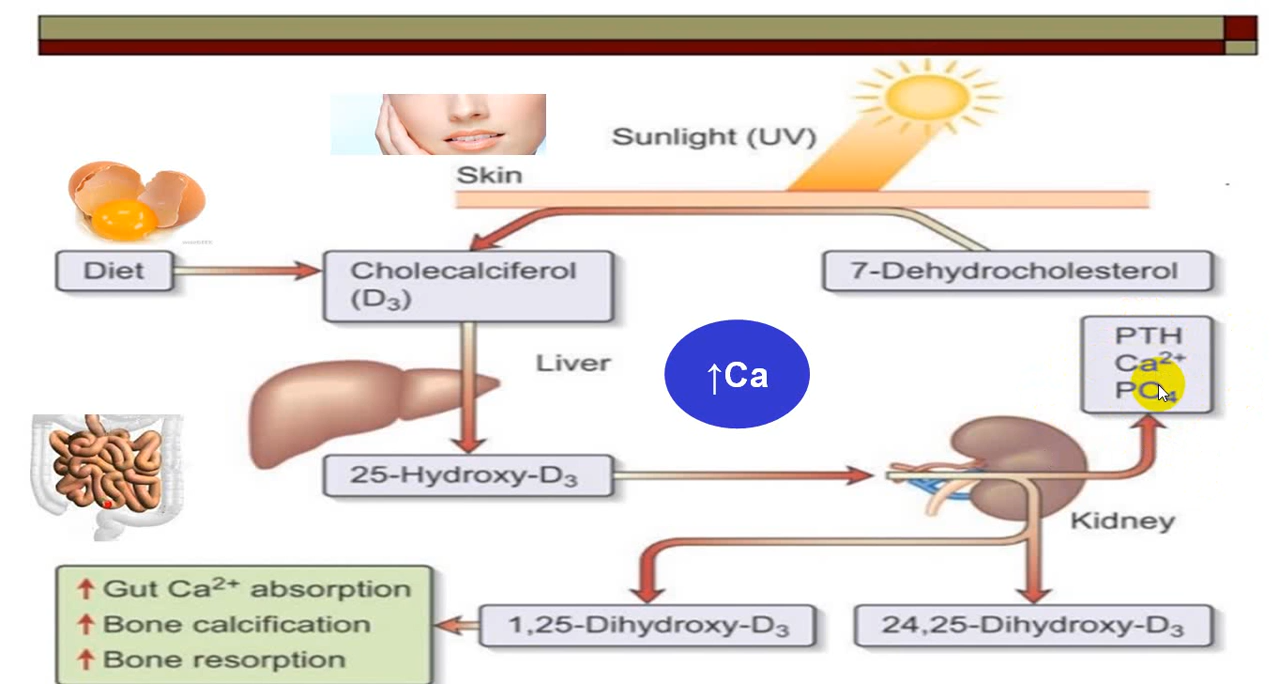 Sunlight (UV)
Skin
Diet
Cholecalciferol
(D₃)
7-Dehydrocholesterol
PTH
Ca²⁺
PO₄
Liver
↑Ca
25-Hydroxy-D₃
Kidney
↑ Gut Ca²⁺ absorption
↑ Bone calcification
↑ Bone resorption
1,25-Dihydroxy-D₃
24,25-Dihydroxy-D₃